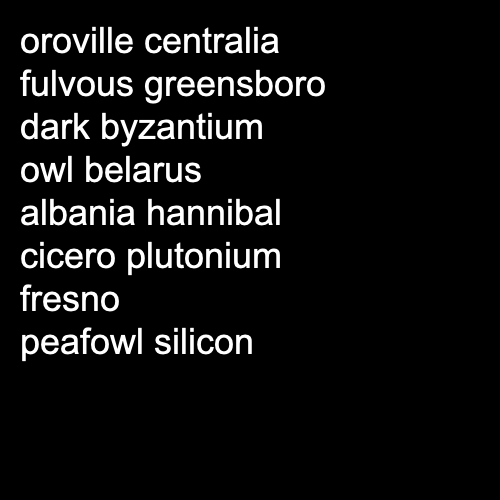 oroville centralia
fulvous greensboro
dark byzantium
owl belarus
albania hannibal
cicero plutonium
fresno
peafowl silicon